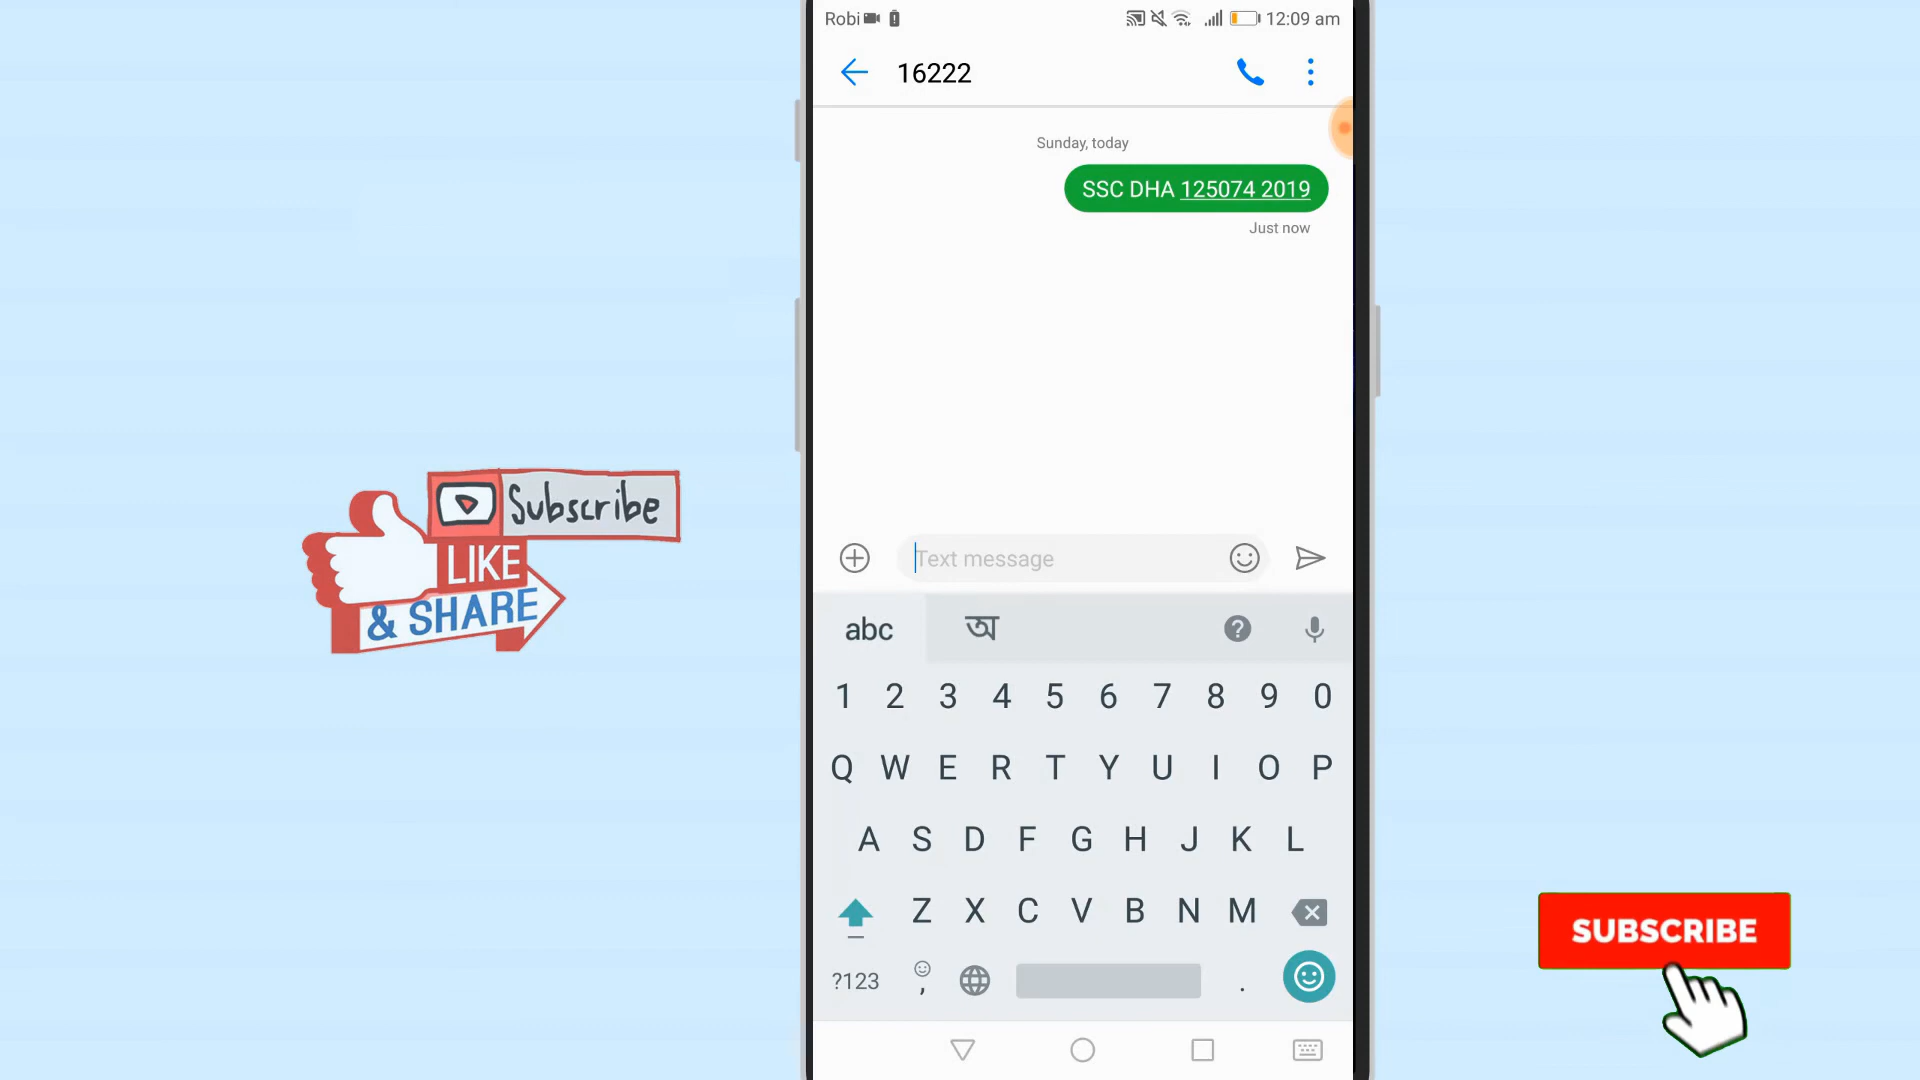 Robi 12:09 am
16222
Sunday, today
SSC DHA 125074 2019
Just now
Subscribe
LIKE
& SHARE
Text message
abc অ ?
1 2 3 4 5 6 7 8 9 0
Q W E R T Y U I O P
A S D F G H J K L
Z X C V B N M
?123 , .
SUBSCRIBE